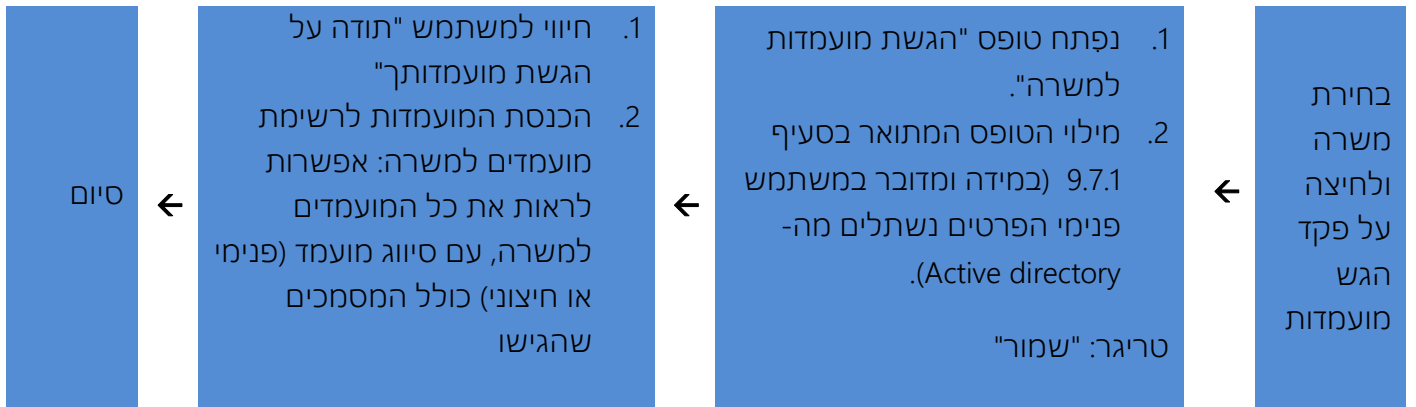 בחירת
משרה
ולחיצה
על פקד
הגש
מועמדות
←
1. נפתח טופס "הגשת מועמדות
למשרה".
2. מילוי הטופס המתואר בסעיף
9.7.1 (במידה ומדובר במשתמש
פנימי הפרטים נשתלים מה-
Active directory).
טריגר: "שמור"
←
1. חיווי למשתמש "תודה על
הגשת מועמדותך"
2. הכנסת המועמדות לרשימת
מועמדים למשרה: אפשרות
לראות את כל המועמדים
למשרה, עם סיווג מועמד (פנימי
או חיצוני) כולל המסמכים
שהגישו
←
סיום